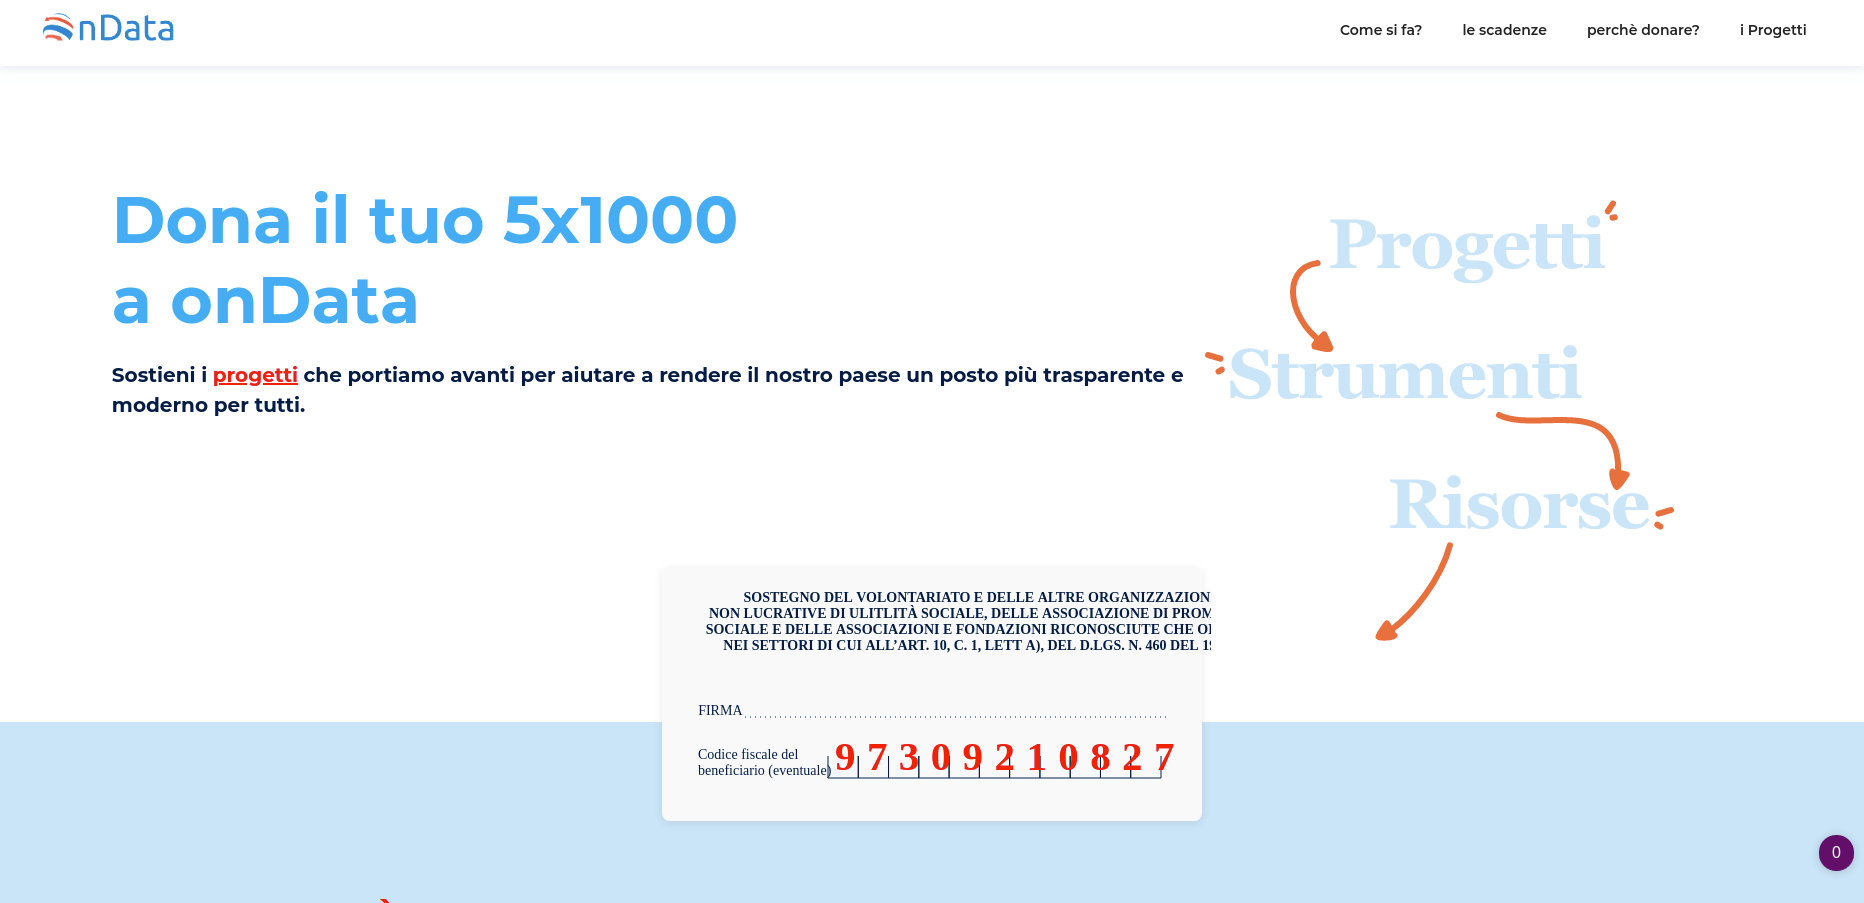 nData
Come si fa? le scadenze perchè donare? i Progetti
Dona il tuo 5x1000
a onData
Sostieni i progetti che portiamo avanti per aiutare a rendere il nostro paese un posto più trasparente e
moderno per tutti.
Progetti
Strumenti
Risorse
SOSTEGNO DEL VOLONTARIATO E DELLE ALTRE ORGANIZZAZION
NON LUCRATIVE DI ULITLITÀ SOCIALE, DELLE ASSOCIAZIONE DI PROM
SOCIALE E DELLE ASSOCIAZIONI E FONDAZIONI RICONOSCIUTE CHE O
NEI SETTORI DI CUI ALL’ART. 10, C. 1, LETT A), DEL D.LGS. N. 460 DEL 19
FIRMA
Codice fiscale del
beneficiario (eventuale)
97309210827
0